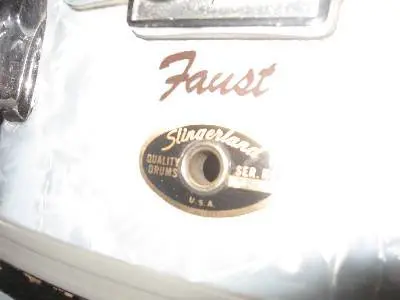 Faust
Slingerland
QUALITY
DRUMS
SER.
U.S.A.